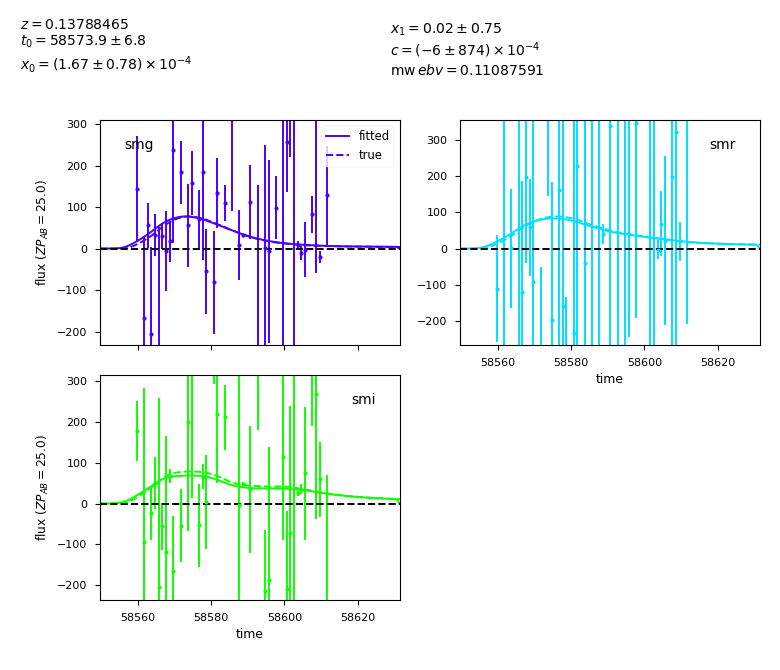 z = 0.13788465
t₀ = 58573.9 ± 6.8
x₀ = (1.67 ± 0.78) × 10⁻⁴
x₁ = 0.02 ± 0.75
c = (−6 ± 874) × 10⁻⁴
mw ebv = 0.11087591
300
200
100
0
−100
−200
flux (ZP_AB = 25.0)
smg
fitted
true
300
200
100
0
−100
−200
smr
58560 58580 58600 58620
time
300
200
100
0
−100
−200
flux (ZP_AB = 25.0)
smi
58560 58580 58600 58620
time